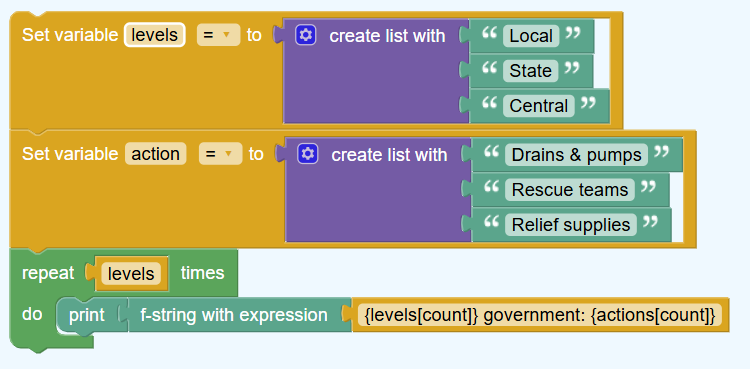 Set variable levels = to create list with “ Local ”
“ State ”
“ Central ”
Set variable action = to create list with “ Drains & pumps ”
“ Rescue teams ”
“ Relief supplies ”
repeat levels times
do print f-string with expression {levels[count]} government: {actions[count]}